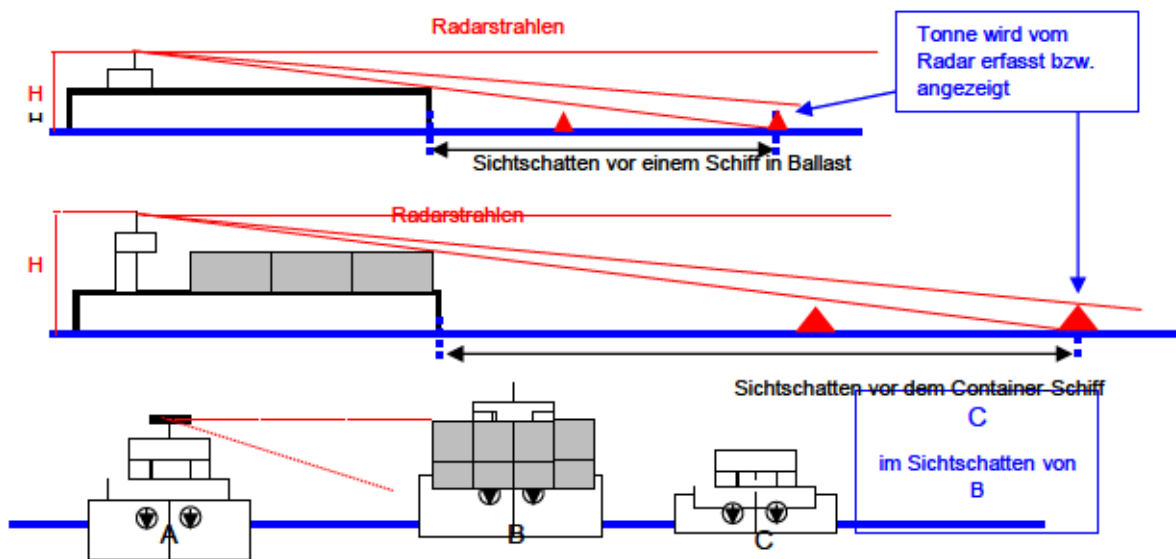 Radarstrahlen
Tonne wird vom
Radar erfasst bzw.
angezeigt
H
H
Sichtschatten vor einem Schiff in Ballast
Radarstrahlen
H
Sichtschatten vor dem Container Schiff
C
im Sichtschatten von
B
A
B
C